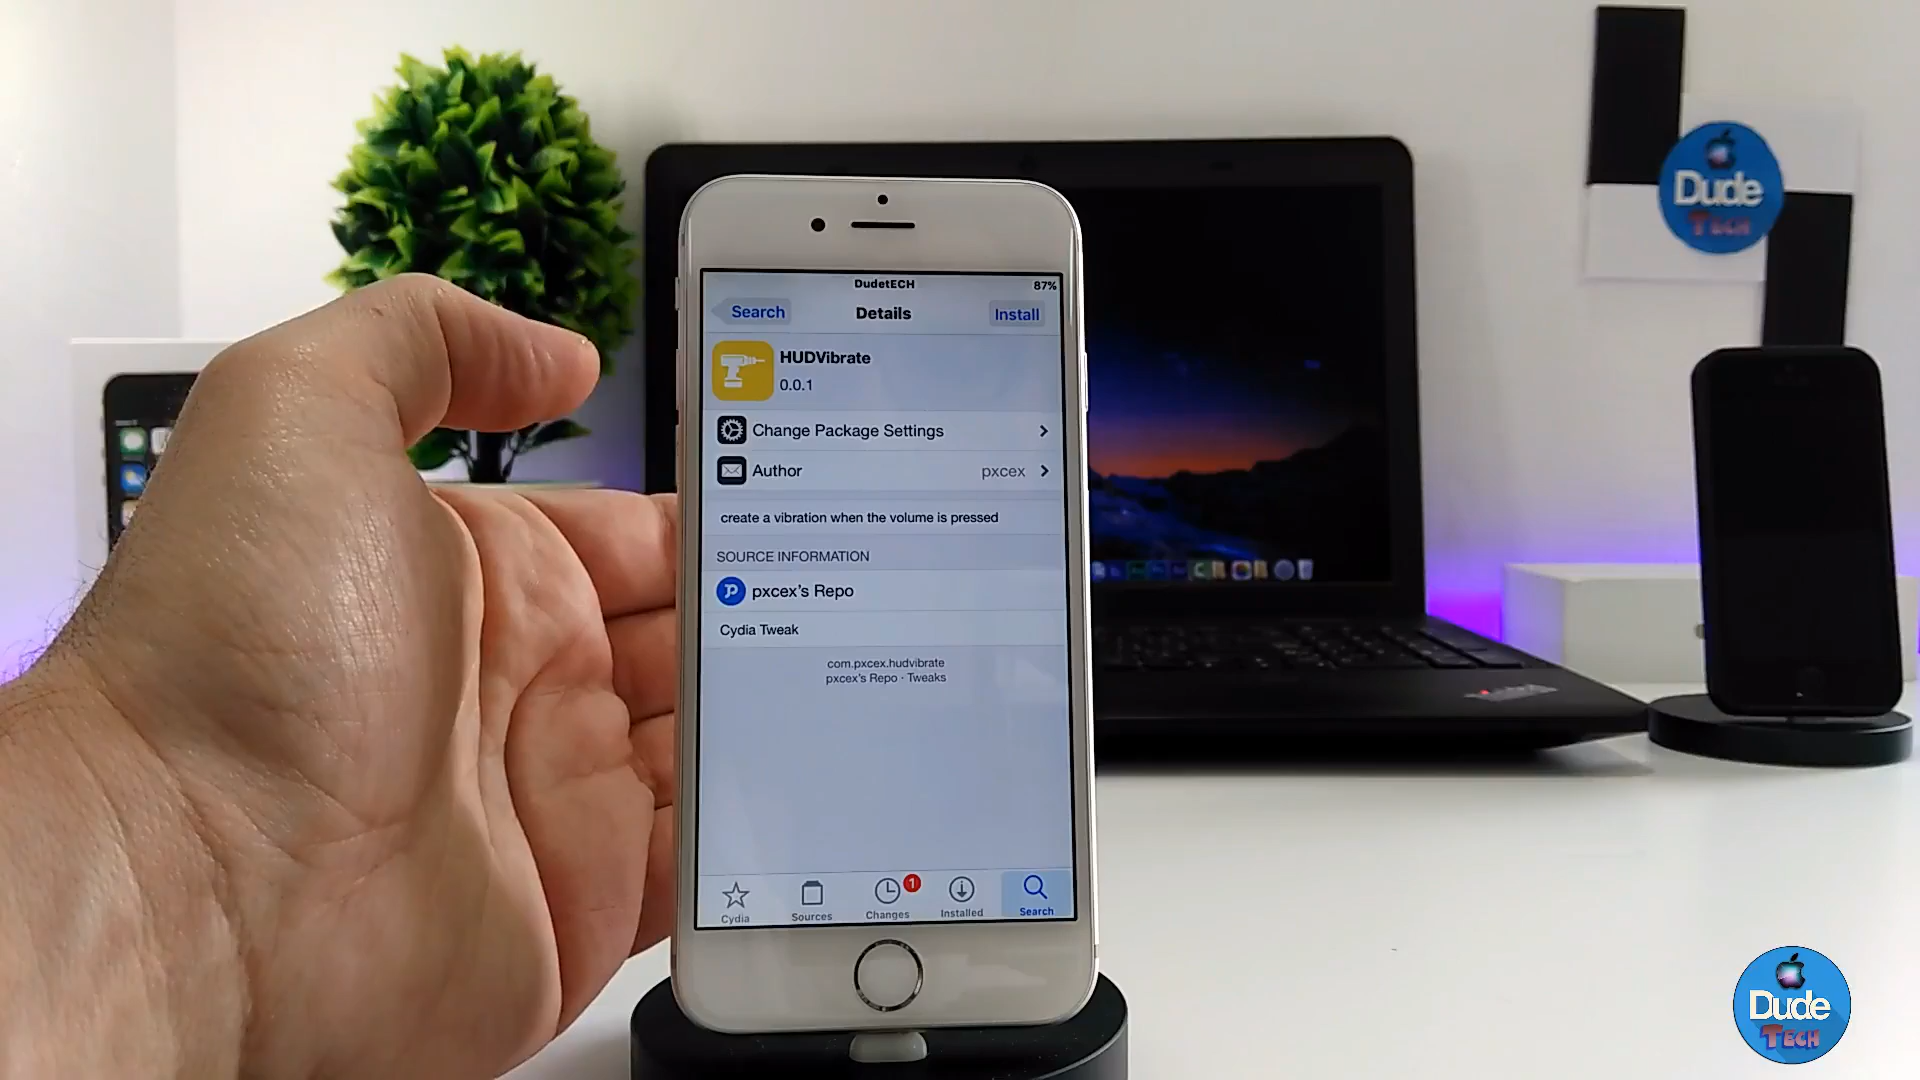 DudetECH
87%
Search
Details
Install
HUDVibrate
0.0.1
Change Package Settings
Author
pxcex
create a vibration when the volume is pressed
SOURCE INFORMATION
pxcex's Repo
Cydia Tweak
com.pxcex.hudvibrate
pxcex's Repo · Tweaks
Cydia
Sources
Changes
1
Installed
Search
Dude
TECH
Dude
TECH